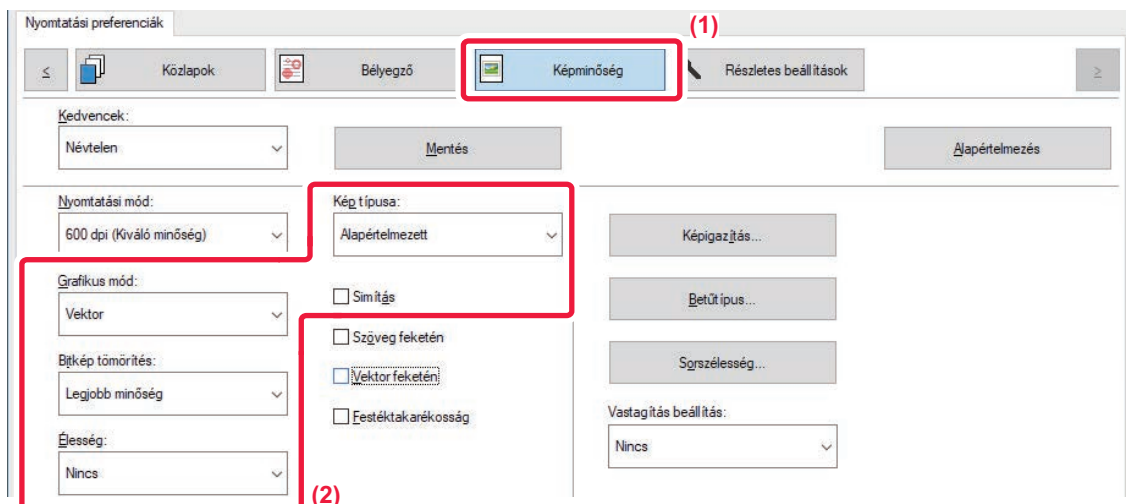 Nyomtatási preferenciák
(1)
<
Közlapok
Bélyegző
Képminőség
Részletes beállítások
>
Kedvencek:
Névtelen
Mentés
Alapértelmezés
Nyomtatási mód:
600 dpi (Kiváló minőség)
Kép típusa:
Alapértelmezett
Képigazítás...
Grafikus mód:
Vektor
Simítás
Betűtípus...
Szöveg feketén
Bitkép tömörítés:
Legjobb minőség
Vektor feketén
Sorszélesség...
Festéktakarékosság
Vastagítás beállítás:
Nincs
Élesség:
Nincs
(2)